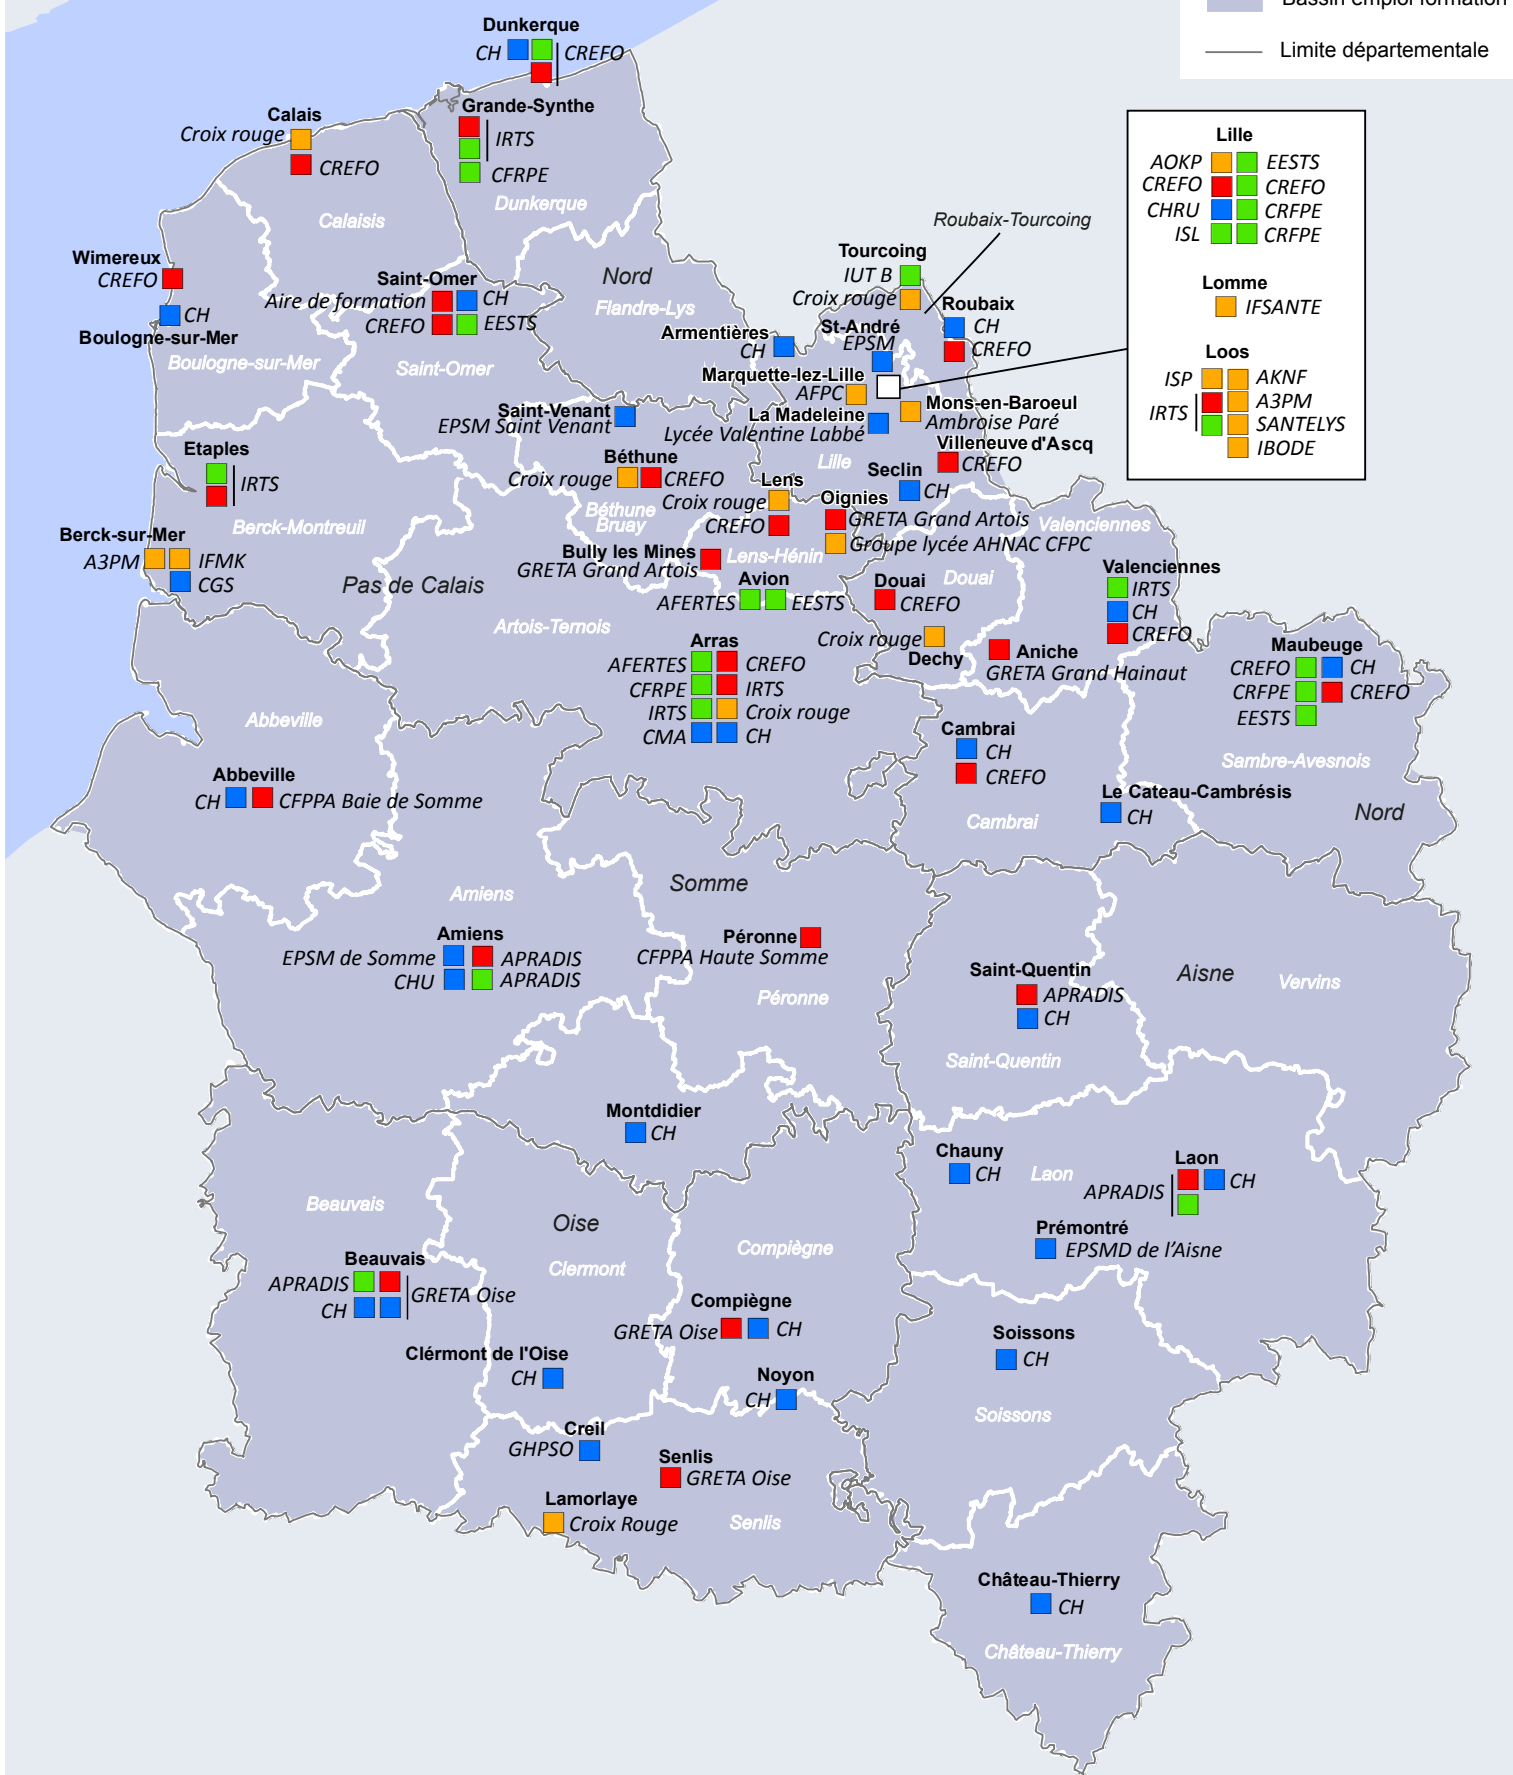 Bassin emploi formation
Limite départementale
Dunkerque
CH
CREFO
Grande-Synthe
IRTS
CFRPE
Dunkerque
Calais
Croix rouge
CREFO
Calaisis
Wimereux
CREFO
CH
Boulogne-sur-Mer
Boulogne-sur-Mer
Saint-Omer
Aire de formation
CH
CREFO
EESTS
Saint-Omer
Nord
Flandre-Lys
Roubaix-Tourcoing
Tourcoing
IUT B
Croix rouge
Roubaix
CH
CREFO
St-André
EPSM
Armentières
CH
Marquette-lez-Lille
AFPC
Mons-en-Baroeul
Ambroise Paré
La Madeleine
Lycée Valentine Labbé
Villeneuve d'Ascq
CREFO
Lille
Seclin
CH
Lille
AOKP
EESTS
CREFO
CREFO
CHRU
CRFPE
ISL
CRFPE
Lomme
IFSANTE
Loos
ISP
AKNF
IRTS
A3PM
SANTELYS
IBODE
Saint-Venant
EPSM Saint Venant
Béthune
Croix rouge
CREFO
Béthune
Bruay
Lens
Croix rouge
CREFO
Oignies
GRETA Grand Artois
Groupe lycée AHNAC CFPC
Lens-Hénin
Bully les Mines
GRETA Grand Artois
Avion
AFERTES
EESTS
Etaples
IRTS
Berck-Montreuil
Berck-sur-Mer
A3PM
IFMK
CGS
Pas de Calais
Artois-Ternois
Arras
AFERTES
CREFO
CFRPE
IRTS
IRTS
Croix rouge
CMA
CH
Douai
CREFO
Douai
Croix rouge
Dechy
Aniche
GRETA Grand Hainaut
Valenciennes
Valenciennes
IRTS
CH
CREFO
Maubeuge
CREFO
CH
CRFPE
CREFO
EESTS
Sambre-Avesnois
Nord
Cambrai
CH
CREFO
Cambrai
Le Cateau-Cambrésis
CH
Abbeville
Abbeville
CH
CFPPA Baie de Somme
Amiens
Somme
Amiens
EPSM de Somme
APRADIS
CHU
APRADIS
Péronne
CFPPA Haute Somme
Péronne
Saint-Quentin
APRADIS
CH
Saint-Quentin
Aisne
Vervins
Montdidier
CH
Chauny
CH
Laon
Laon
APRADIS
CH
Prémontré
EPSMD de l’Aisne
Beauvais
Beauvais
APRADIS
GRETA Oise
CH
Oise
Clermont
Compiègne
Compiègne
GRETA Oise
CH
Clérmont de l'Oise
CH
Noyon
CH
Soissons
CH
Soissons
Creil
GHPSO
Senlis
GRETA Oise
Lamorlaye
Croix Rouge
Senlis
Château-Thierry
CH
Château-Thierry